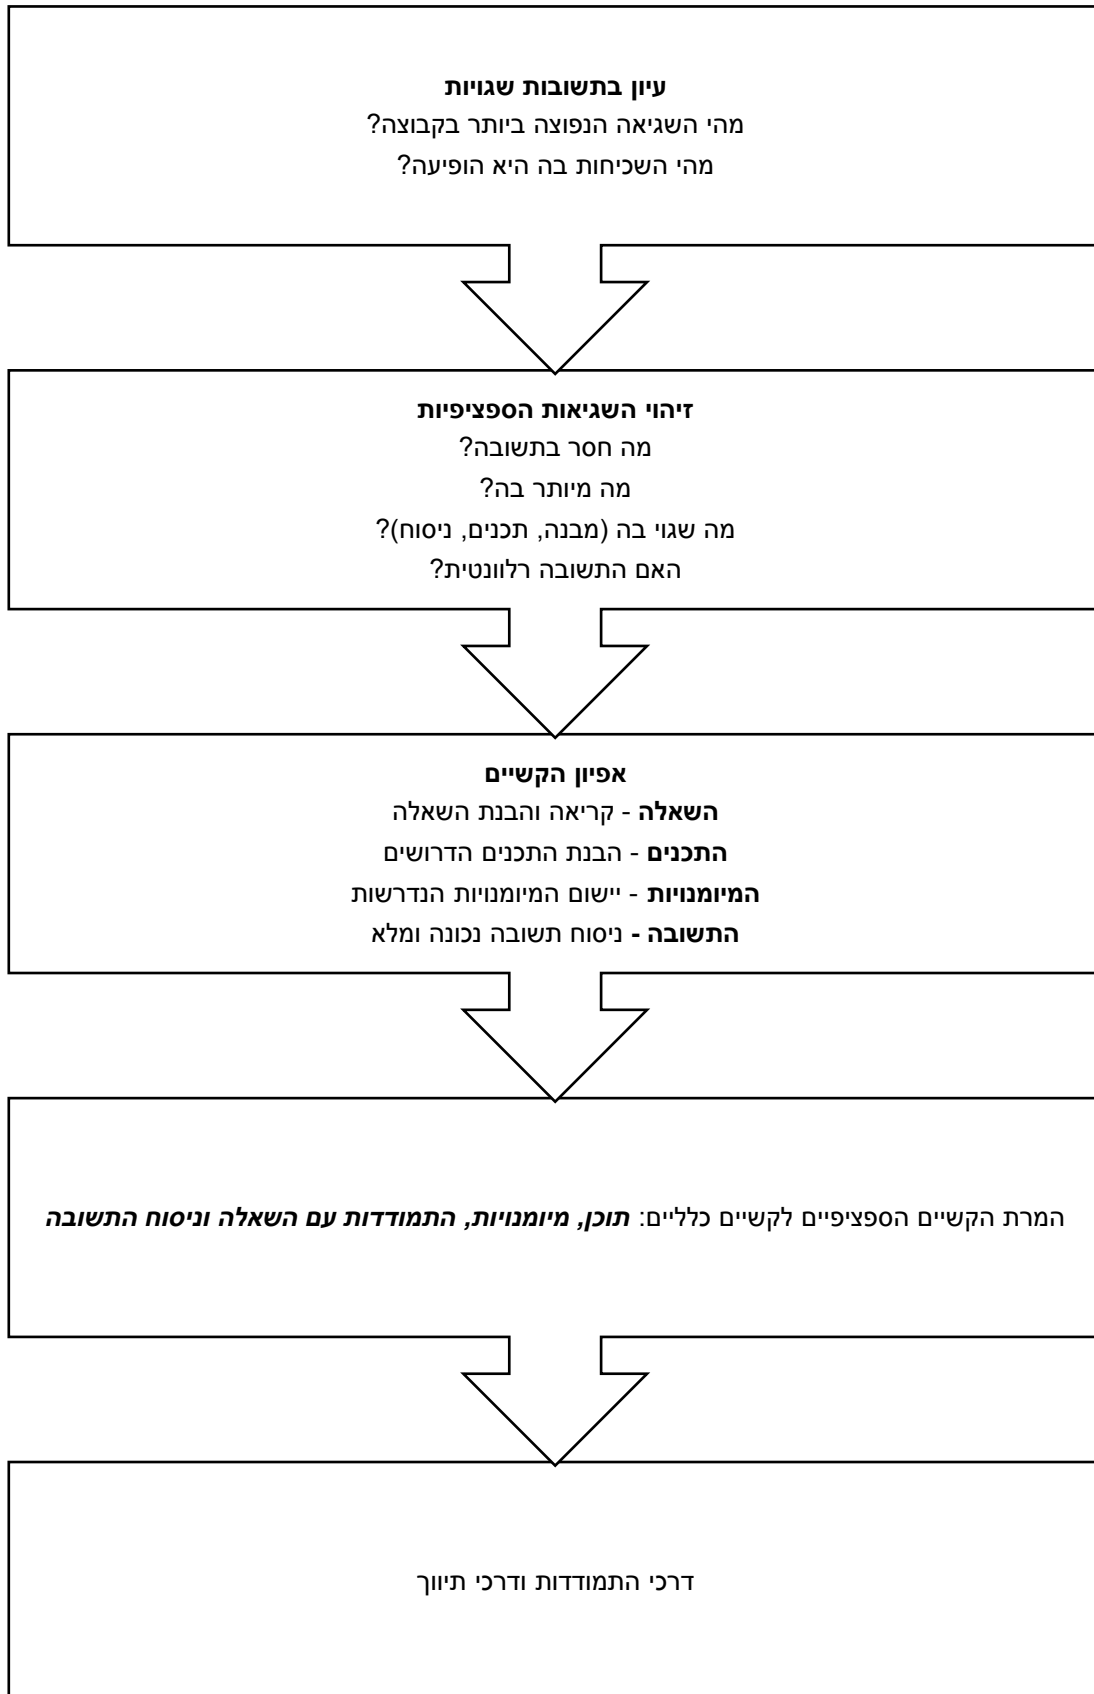 עיון בתשובות שגויות
מהי השגיאה הנפוצה ביותר בקבוצה?
מהי השכיחות בה היא הופיעה?
זיהוי השגיאות הספציפיות
מה חסר בתשובה?
מה מיותר בה?
מה שגוי בה (מבנה, תכנים, ניסוח)?
האם התשובה רלוונטית?
אפיון הקשיים
השאלה - קריאה והבנת השאלה
התכנים - הבנת התכנים הדרושים
המיומנויות - יישום המיומנויות הנדרשות
התשובה - ניסוח תשובה נכונה ומלא
המרת הקשיים הספציפיים לקשיים כלליים: תוכן, מיומנויות, התמודדות עם השאלה וניסוח התשובה
דרכי התמודדות ודרכי תיווך